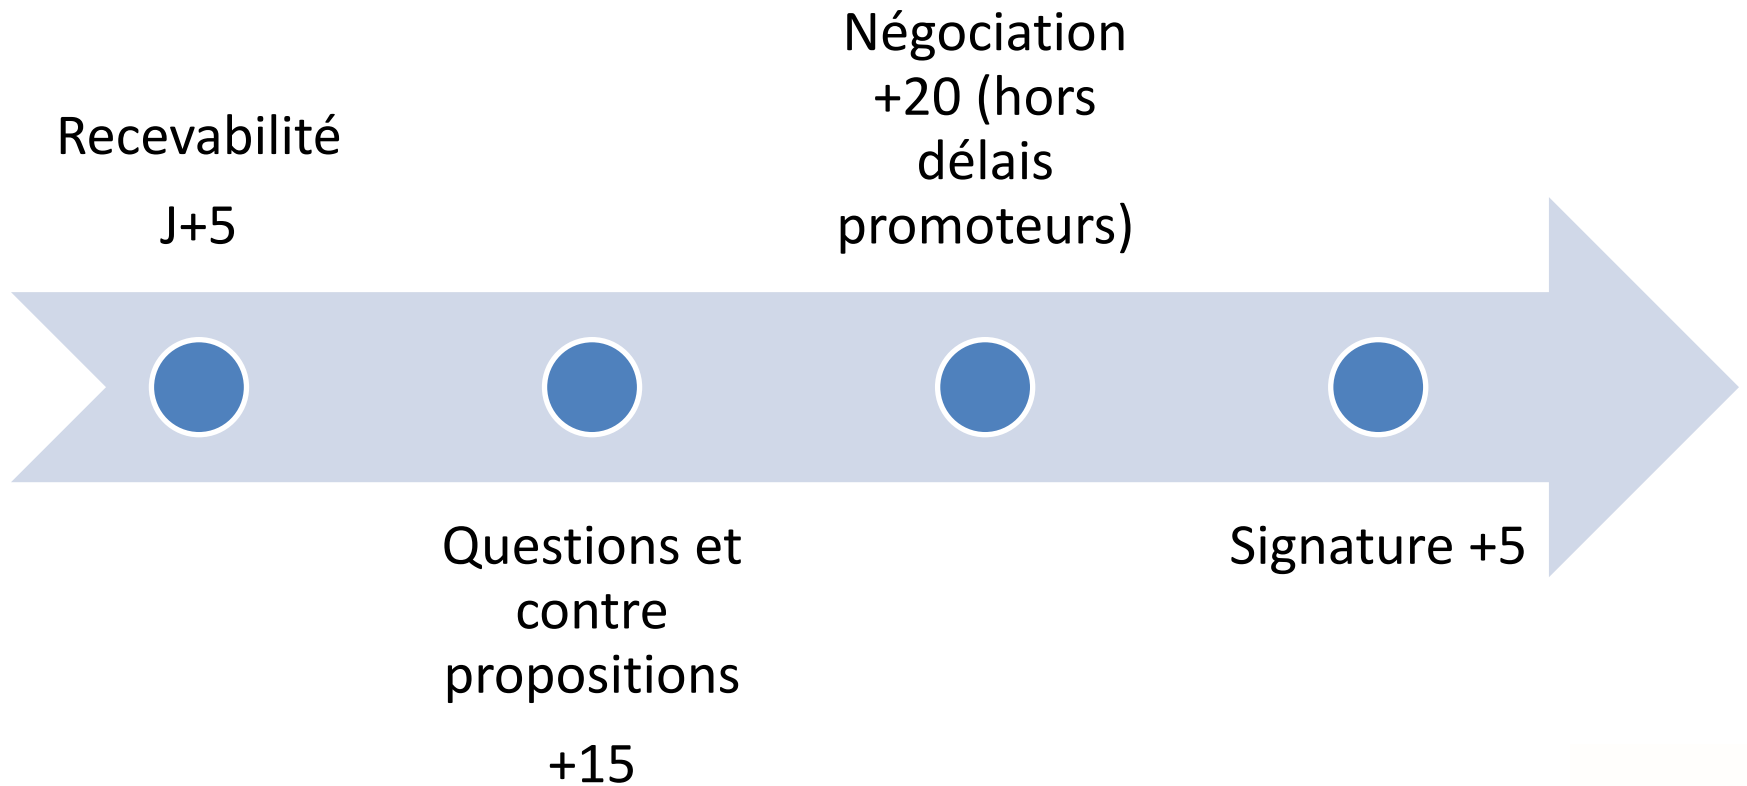 Recevabilité
J+5
Questions et
contre
propositions
+15
Négociation
+20 (hors
délais
promoteurs)
Signature +5